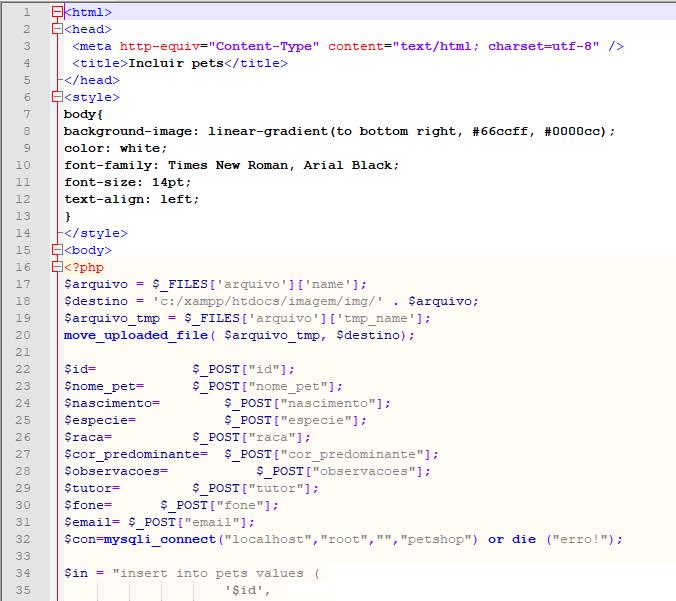 1 <html>
2 <head>
3 <meta http-equiv="Content-Type" content="text/html; charset=utf-8" />
4 <title>Incluir pets</title>
5 </head>
6 <style>
7 body{
8 background-image: linear-gradient(to bottom right, #66ccff, #0000cc);
9 color: white;
10 font-family: Times New Roman, Arial Black;
11 font-size: 14pt;
12 text-align: left;
13 }
14 </style>
15 <body>
16 <?php
17 $arquivo = $_FILES['arquivo']['name'];
18 $destino = 'c:/xampp/htdocs/imagem/img/' . $arquivo;
19 $arquivo_tmp = $_FILES['arquivo']['tmp_name'];
20 move_uploaded_file( $arquivo_tmp, $destino);
21
22 $id= $_POST["id"];
23 $nome_pet= $_POST["nome_pet"];
24 $nascimento= $_POST["nascimento"];
25 $especie= $_POST["especie"];
26 $raca= $_POST["raca"];
27 $cor_predominante= $_POST["cor_predominante"];
28 $observacoes= $_POST["observacoes"];
29 $tutor= $_POST["tutor"];
30 $fone= $_POST["fone"];
31 $email= $_POST["email"];
32 $con=mysqli_connect("localhost","root","","petshop") or die ("erro!");
33
34 $in = "insert into pets values (
35 '$id',